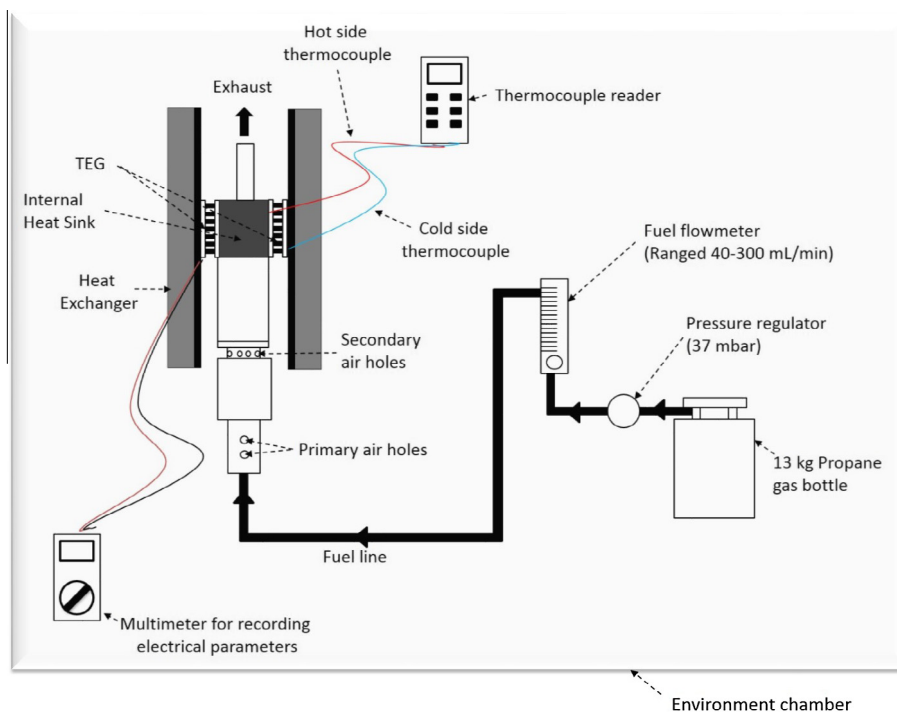 Hot side
thermocouple
Exhaust
Thermocouple reader
TEG
Internal
Heat Sink
Cold side
thermocouple
Fuel flowmeter
(Ranged 40-300 mL/min)
Heat
Exchanger
Pressure regulator
(37 mbar)
Secondary
air holes
Primary air holes
13 kg Propane
gas bottle
Fuel line
Multimeter for recording
electrical parameters
Environment chamber